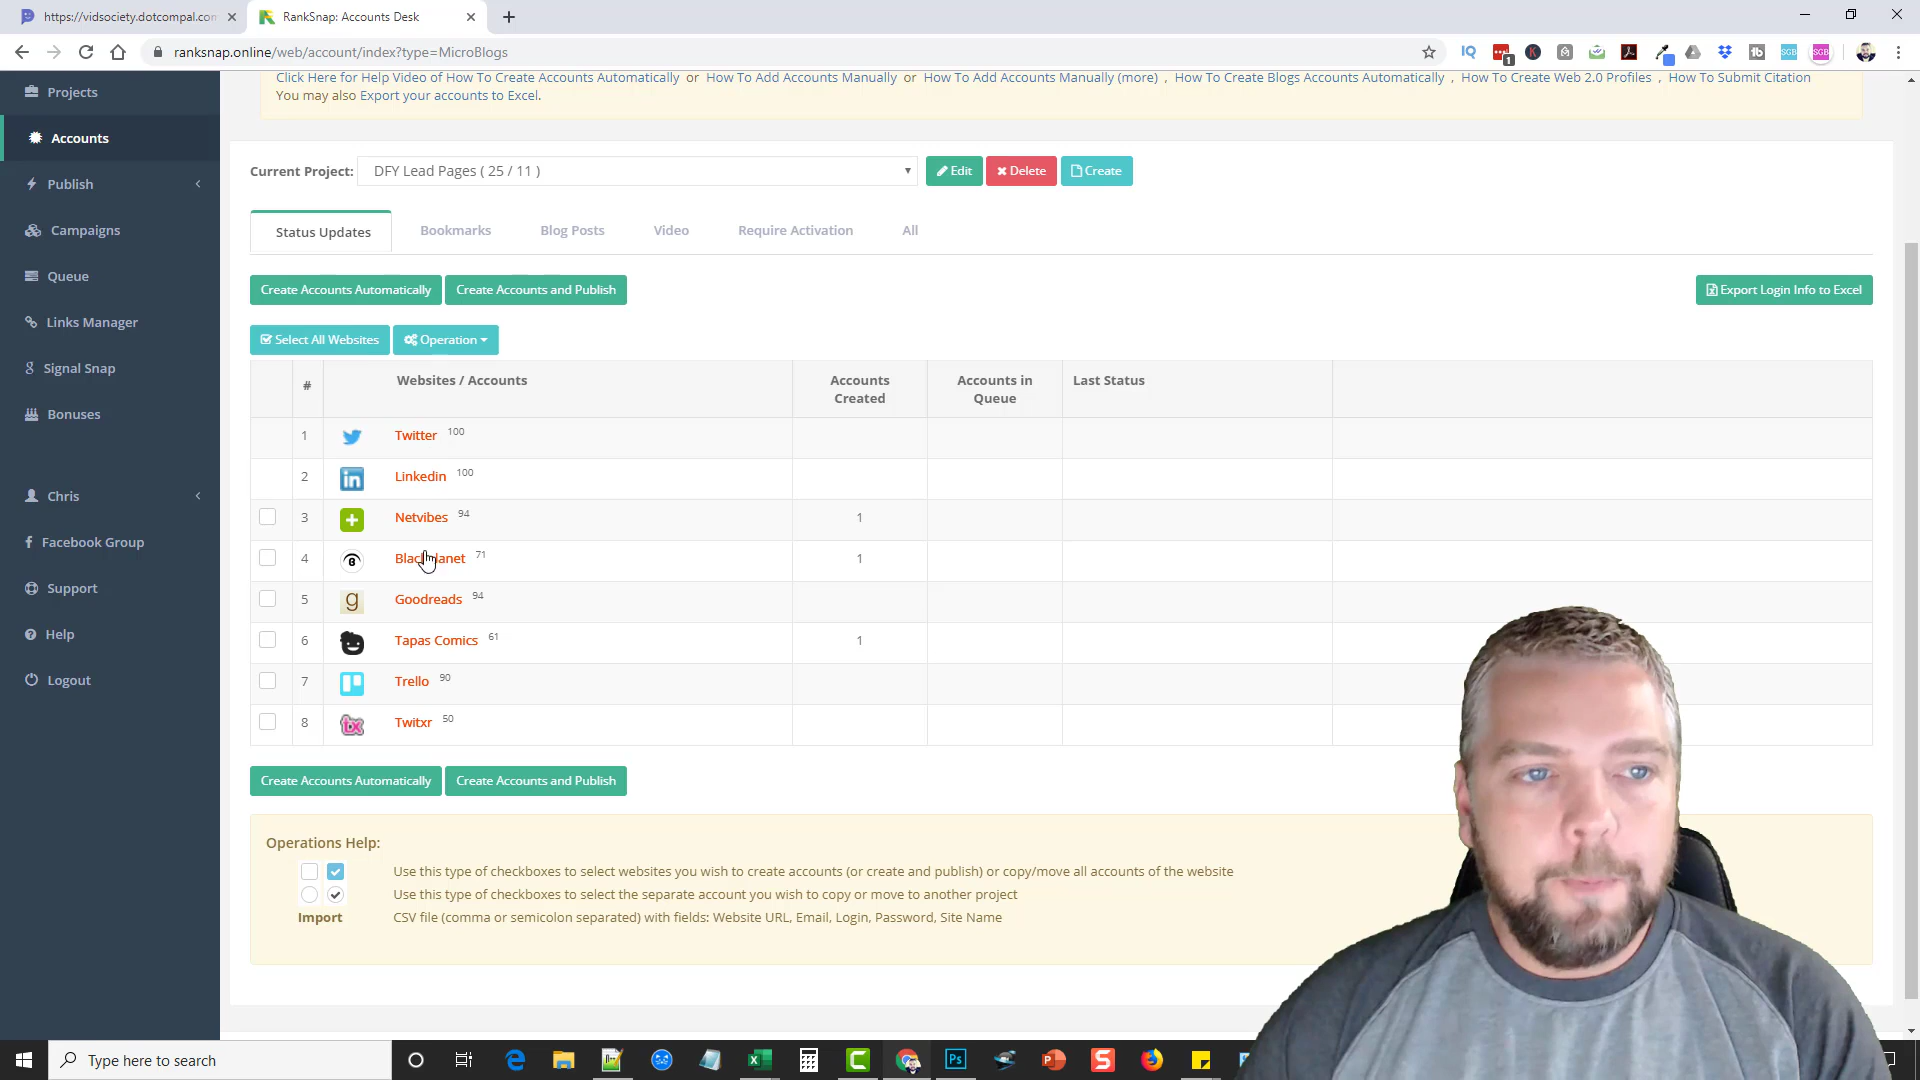 https://vidsociety.dotcompal.com
RankSnap: Accounts Desk
ranksnap.online/web/account/index?type=MicroBlogs
Click Here for Help Video of How To Create Accounts Automatically or How To Add Accounts Manually or How To Add Accounts Manually (more) , How To Create Blogs Accounts Automatically , How To Create Web 2.0 Profiles , How To Submit Citation
You may also Export your accounts to Excel.
Projects
Accounts
Publish
Campaigns
Queue
Links Manager
Signal Snap
Bonuses
Chris
Facebook Group
Support
Help
Logout
Current Project: DFY Lead Pages ( 25 / 11 ) Edit Delete Create
Status Updates Bookmarks Blog Posts Video Require Activation All
Create Accounts Automatically Create Accounts and Publish Export Login Info to Excel
Select All Websites Operation
# Websites / Accounts Accounts Created Accounts in Queue Last Status
1 Twitter 100
2 Linkedin 100
3 Netvibes 94 1
4 71 1
5 Goodreads 94
6 Tapas Comics 61 1
7 Trello 90
8 Twitxr 50
Create Accounts Automatically Create Accounts and Publish
Operations Help:
Use this type of checkboxes to select websites you wish to create accounts (or create and publish) or copy/move all accounts of the website
Use this type of checkboxes to select the separate account you wish to copy or move to another project
Import CSV file (comma or semicolon separated) with fields: Website URL, Email, Login, Password, Site Name
Type here to search